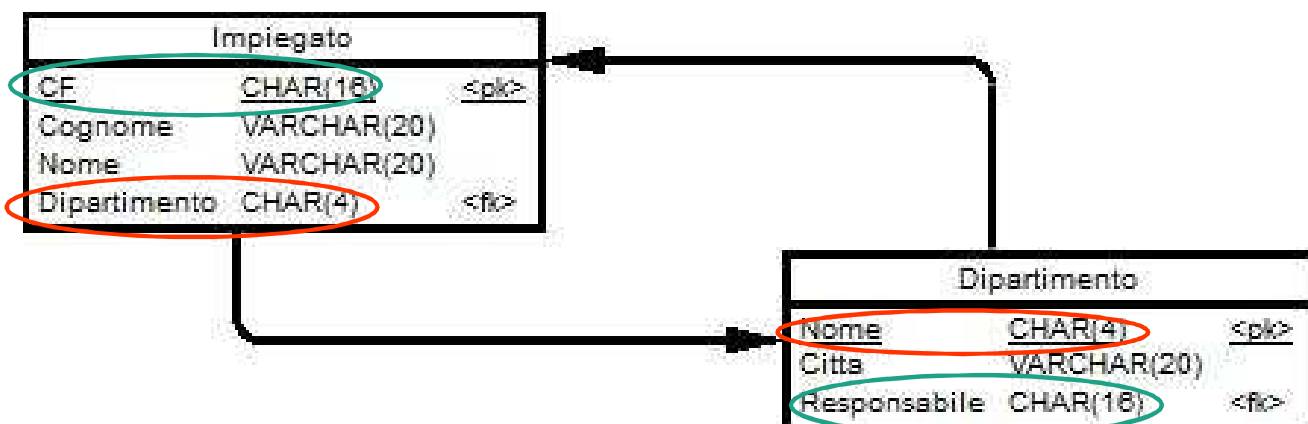 Impiegato
CF CHAR(16) <pk>
Cognome VARCHAR(20)
Nome VARCHAR(20)
Dipartimento CHAR(4) <fk>
Dipartimento
Nome CHAR(4) <pk>
Citta VARCHAR(20)
Responsabile CHAR(16) <fk>